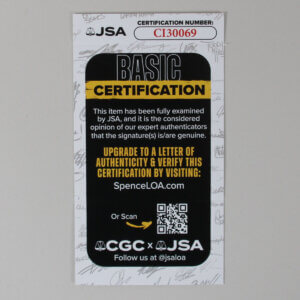 JSA
CERTIFICATION NUMBER:
CI30069
BASIC
CERTIFICATION
This item has been fully examined
by JSA, and it is the considered
opinion of our expert authenticators
that the signature(s) is/are genuine.
UPGRADE TO A LETTER OF
AUTHENTICITY & VERIFY THIS
CERTIFICATION BY VISITING:
SpenceLOA.com
Or Scan
CGC x JSA
Follow us at @jsaloa